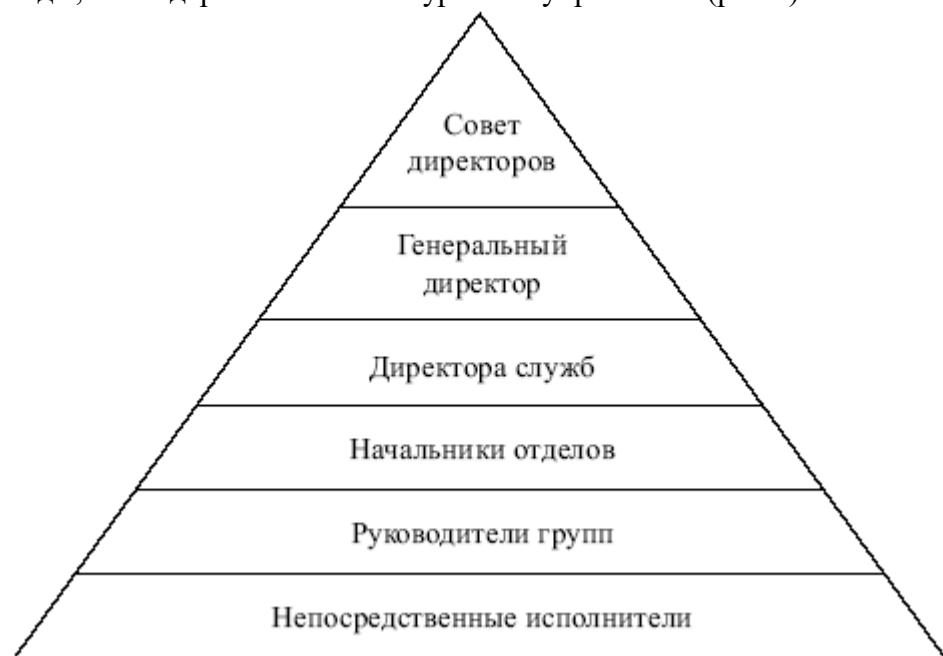 Совет
директоров
Генеральный
директор
Директора служб
Начальники отделов
Руководители групп
Непосредственные исполнители